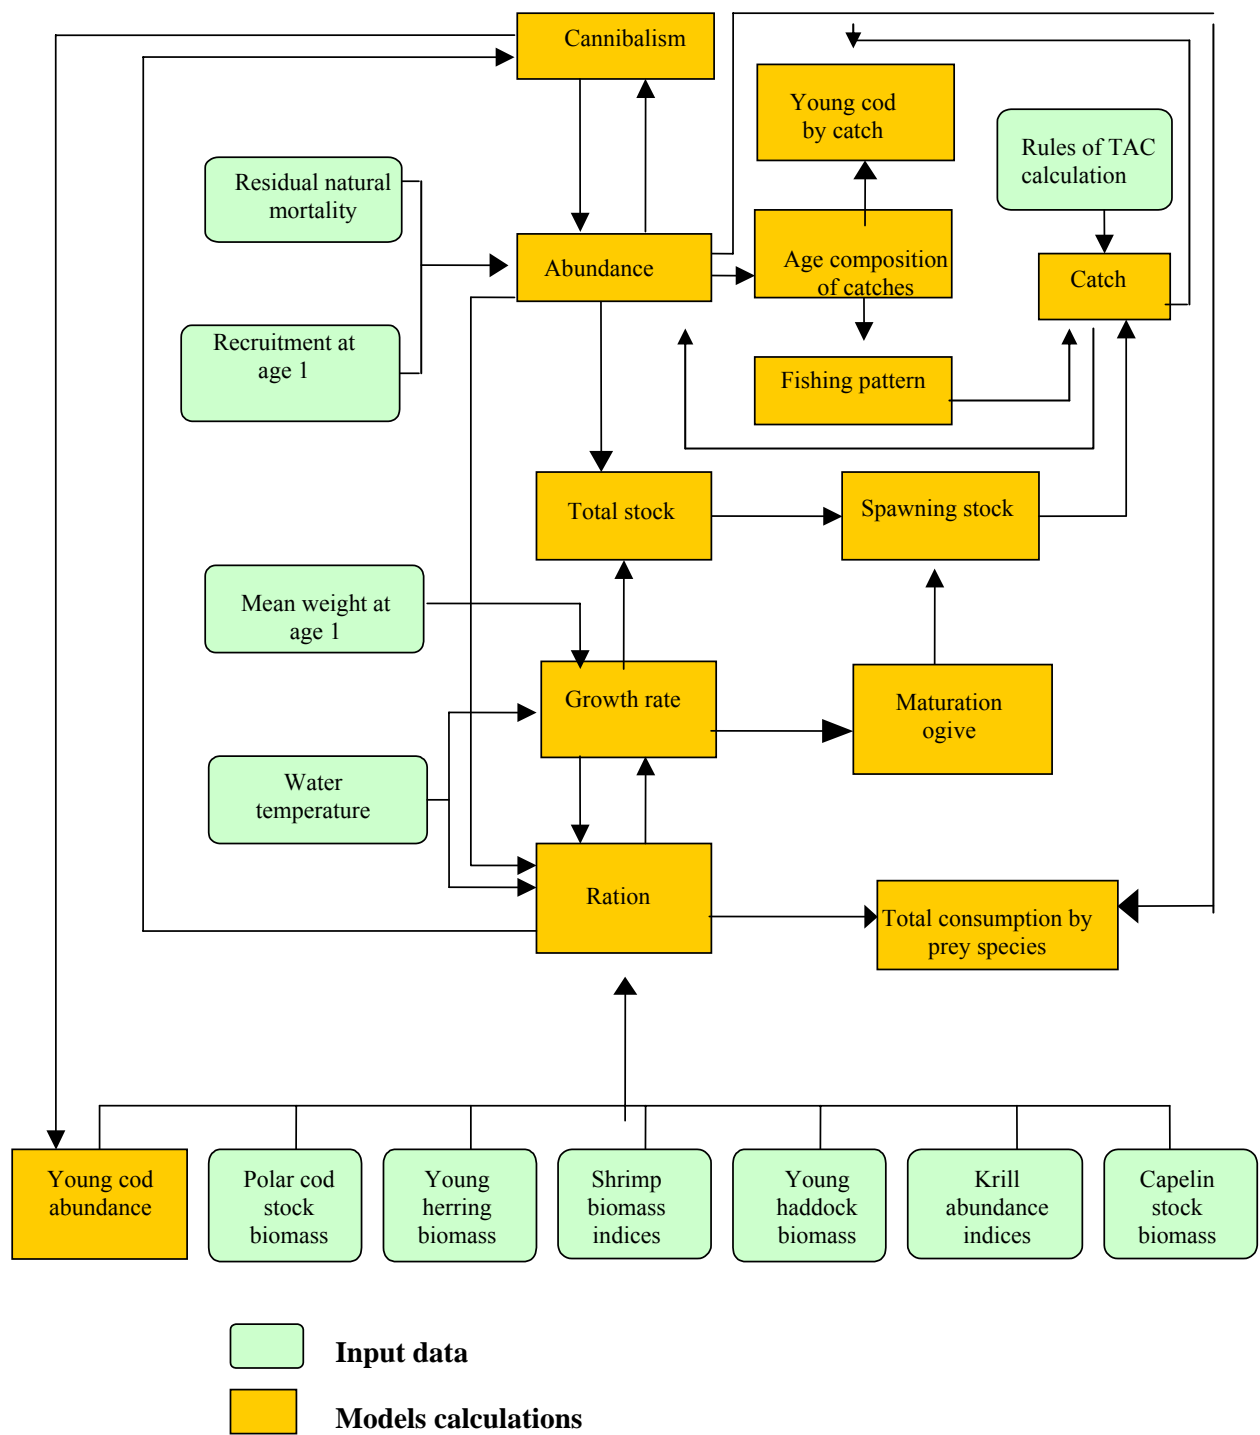 Cannibalism
Young cod
by catch
Rules of TAC
calculation
Residual natural
mortality
Abundance
Age composition
of catches
Catch
Recruitment at
age 1
Fishing pattern
Total stock
Spawning stock
Mean weight at
age 1
Growth rate
Maturation
ogive
Water
temperature
Ration
Total consumption by
prey species
Young cod
abundance
Polar cod
stock
biomass
Young
herring
biomass
Shrimp
biomass
indices
Young
haddock
biomass
Krill
abundance
indices
Capelin
stock
biomass
Input data
Models calculations